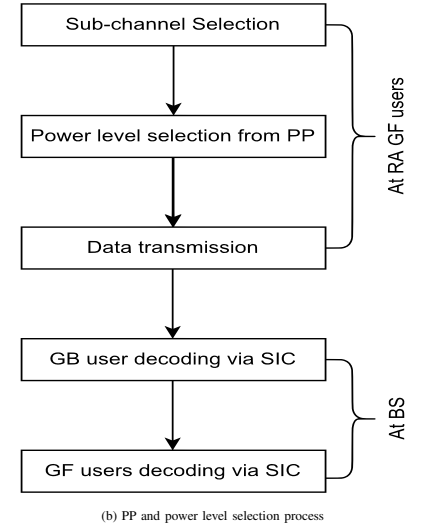 Sub-channel Selection
Power level selection from PP
Data transmission
At RA GF users
GB user decoding via SIC
GF users decoding via SIC
At BS
(b) PP and power level selection process